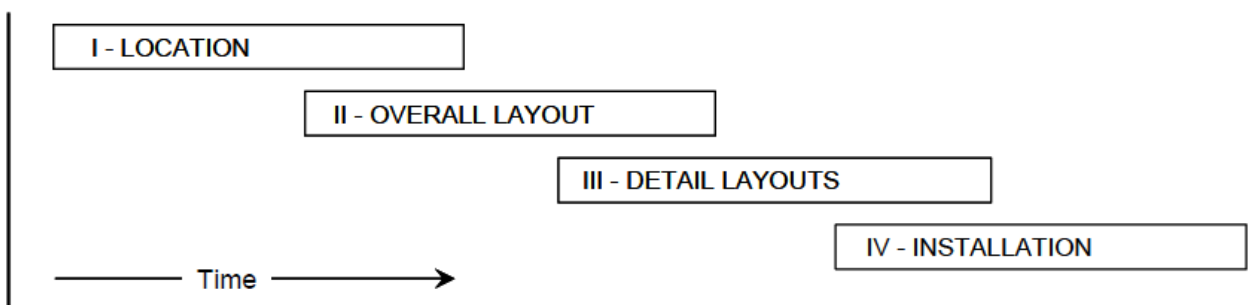 I - LOCATION
II - OVERALL LAYOUT
III - DETAIL LAYOUTS
IV - INSTALLATION
Time